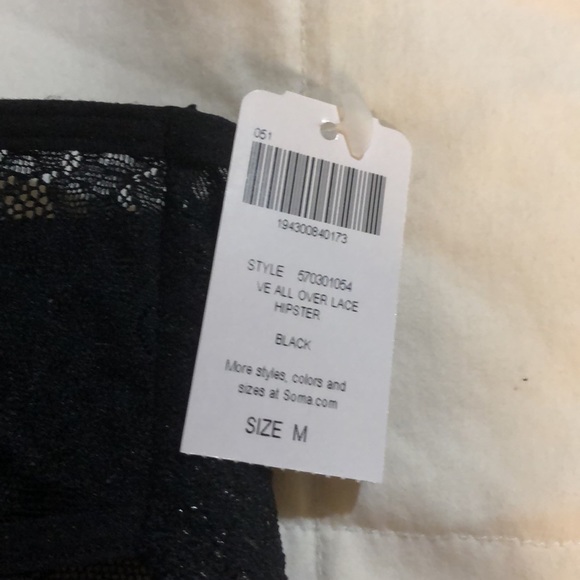 051
194300840173
STYLE 570301054
VE ALL OVER LACE
HIPSTER
BLACK
More styles, colors and
sizes at Soma.com
SIZE M